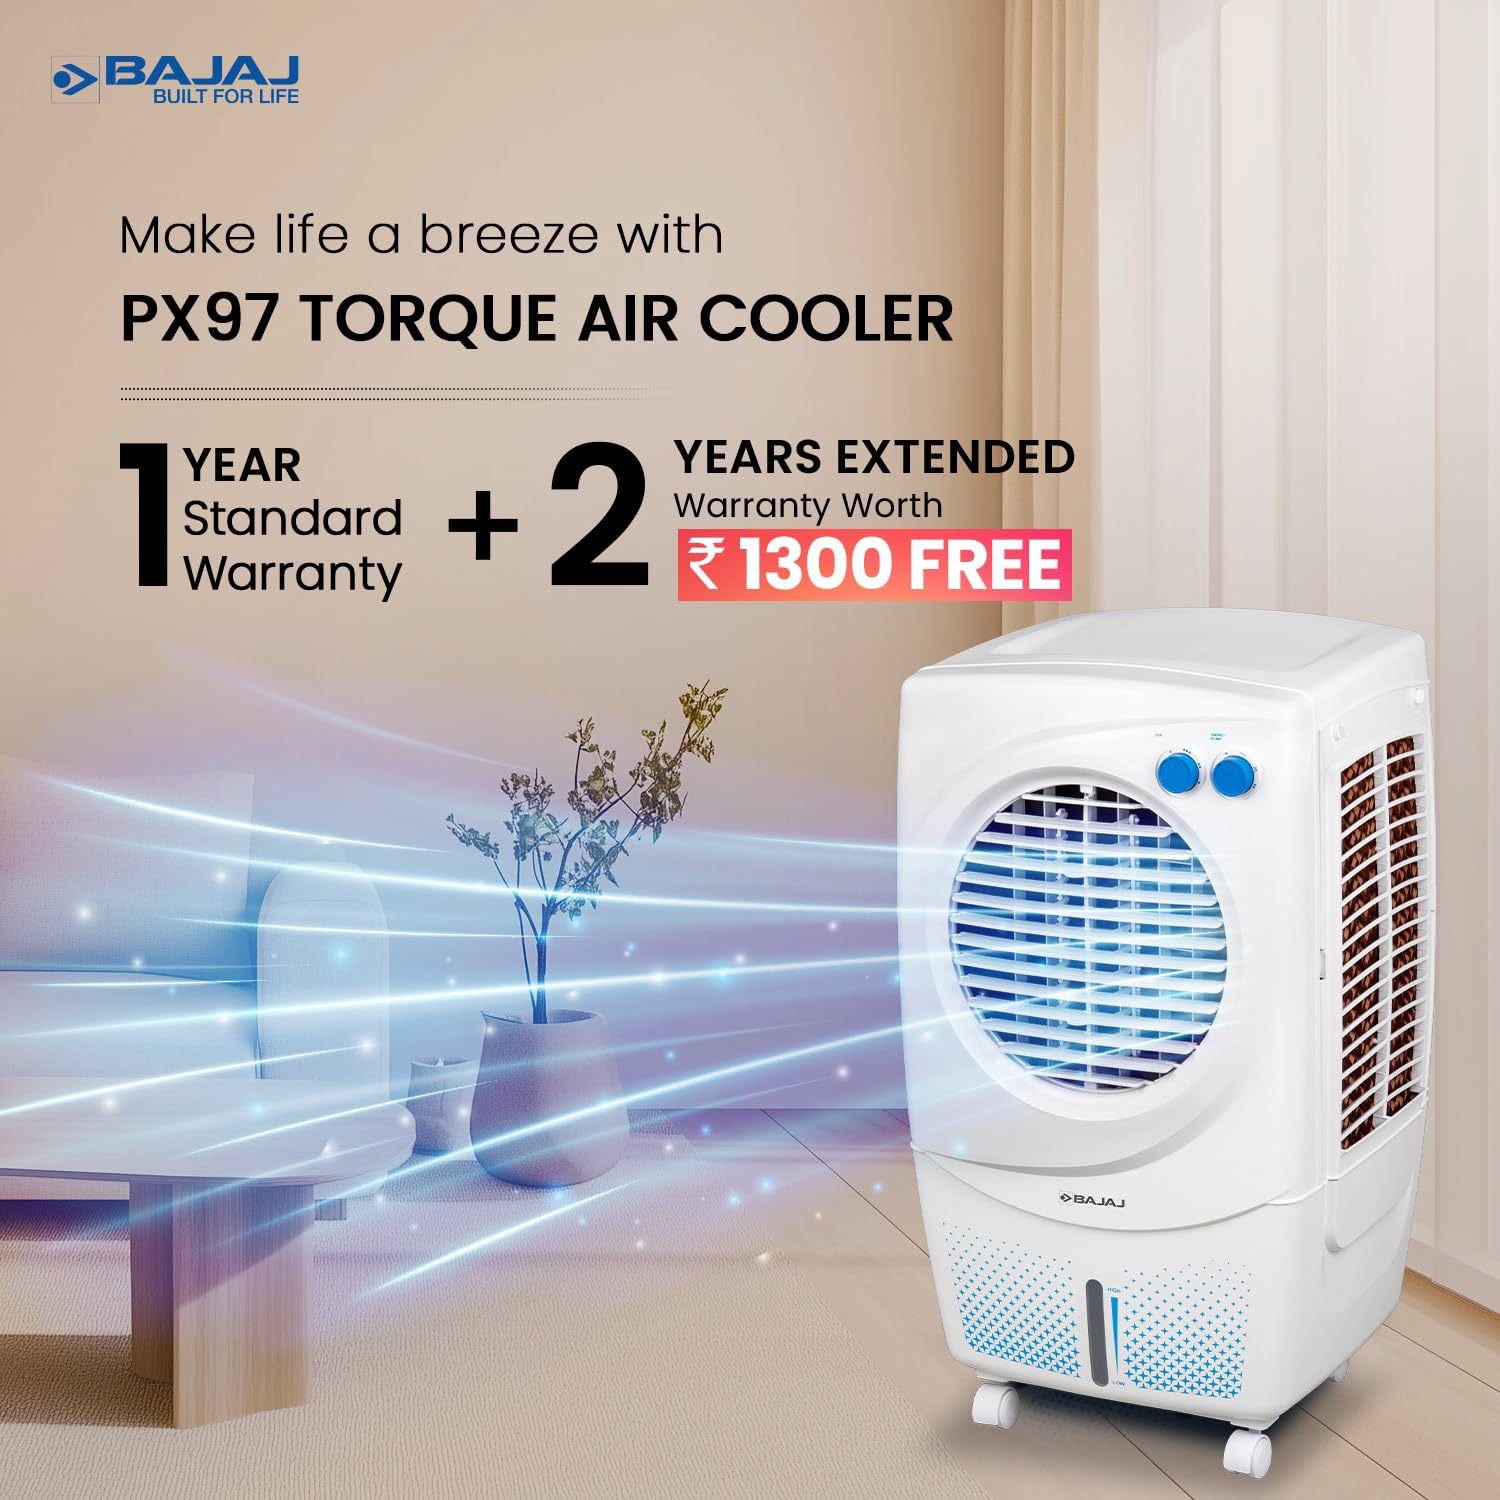 BAJAJ
BUILT FOR LIFE
Make life a breeze with
PX97 TORQUE AIR COOLER
1 YEAR
Standard
Warranty
+
2 YEARS EXTENDED
Warranty Worth
₹ 1300 FREE
BAJAJ
HIGH
LOW